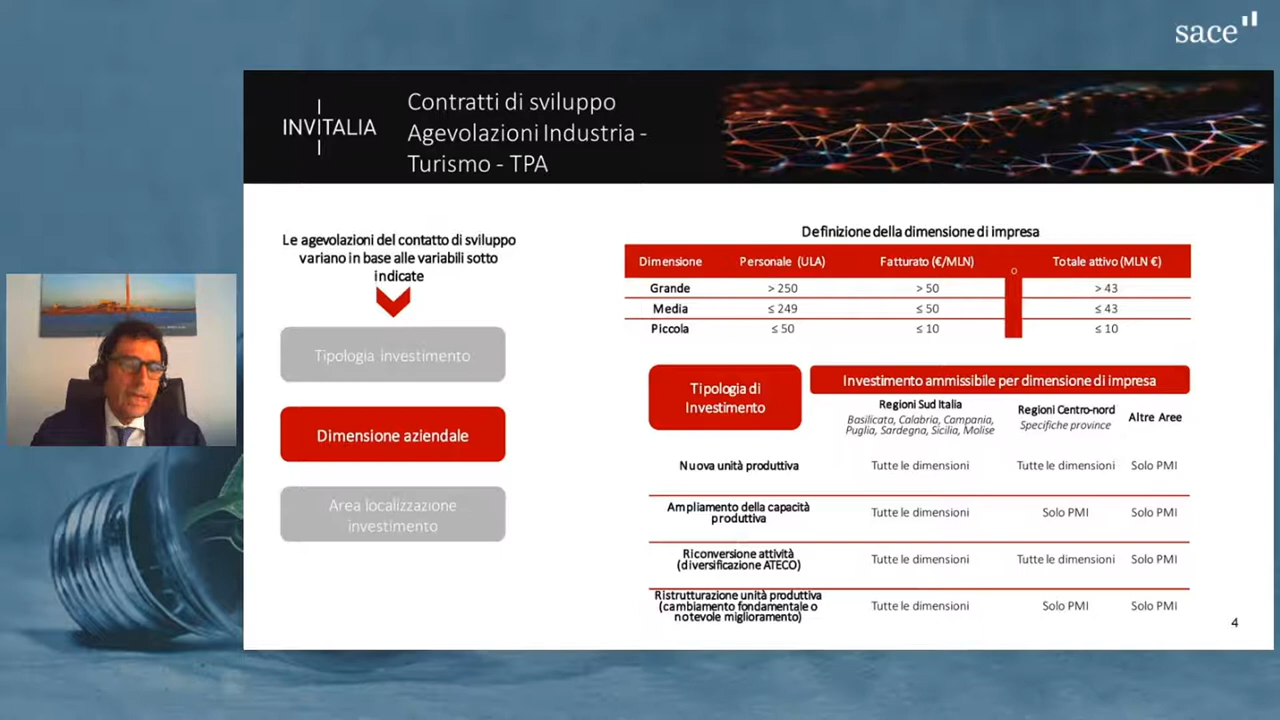 sace
INVITALIA
Contratti di sviluppo
Agevolazioni Industria -
Turismo - TPA
Le agevolazioni del contatto di sviluppo
variano in base alle variabili sotto
indicate
Tipologia investimento
Dimensione aziendale
Area localizzazione
investimento
Definizione della dimensione di impresa
Dimensione Personale (ULA) Fatturato (€/MLN) O Totale attivo (MLN €)
Grande > 250 > 50 > 43
Media ≤ 249 ≤ 50 ≤ 43
Piccola ≤ 50 ≤ 10 ≤ 10
Tipologia di
Investimento
Investimento ammissibile per dimensione di impresa
Regioni Sud Italia
Basilicata, Calabria, Campania,
Puglia, Sardegna, Sicilia, Molise
Regioni Centro-nord
Specifiche province
Altre Aree
Nuova unità produttiva Tutte le dimensioni Tutte le dimensioni Solo PMI
Ampliamento della capacità
produttiva Tutte le dimensioni Solo PMI Solo PMI
Riconversione attività
(diversificazione ATECO) Tutte le dimensioni Tutte le dimensioni Solo PMI
Ristrutturazione unità produttiva
(cambiamento fondamentale o
notevole miglioramento) Tutte le dimensioni Solo PMI Solo PMI
4